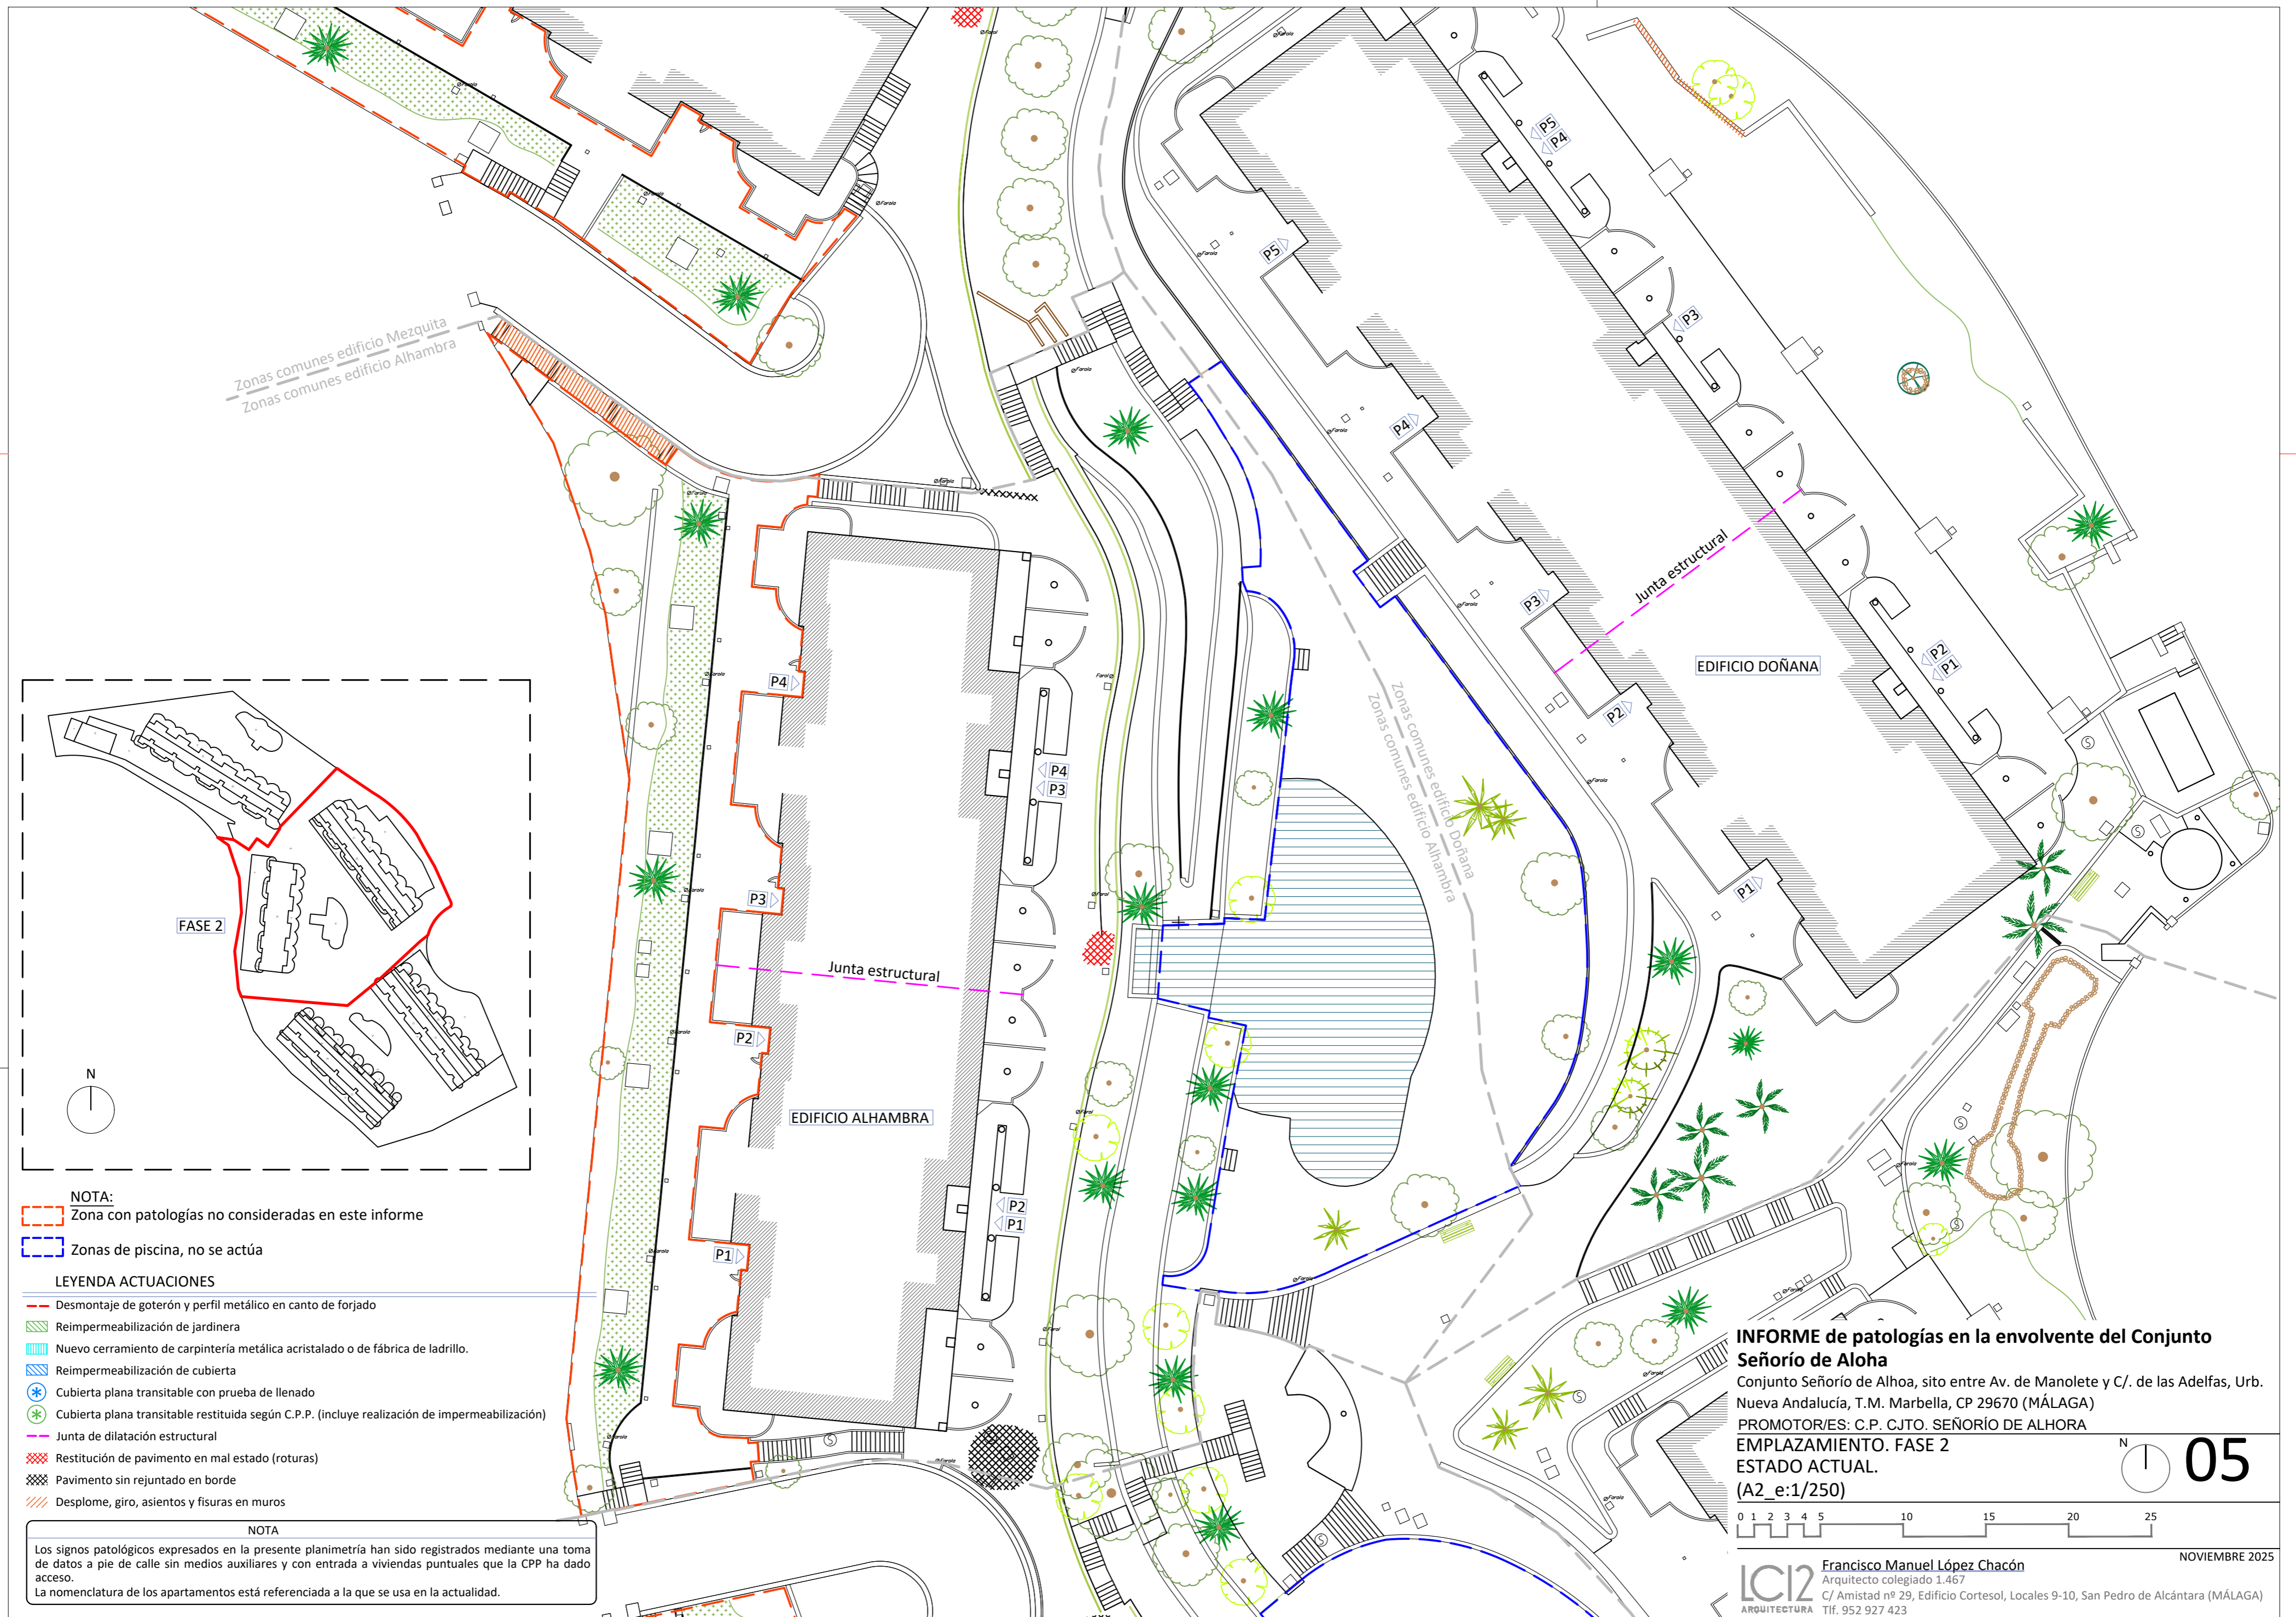 Zonas comunes edificio Mezquita
Zonas comunes edificio Alhambra
P5
P4
P3
P5
P4
P3
P2
P1
P2
P1
Junta estructural
EDIFICIO DOÑANA
Zonas comunes edificio Doñana
Zonas comunes edificio Alhambra
P4
P3
P2
P1
P4
P3
P2
P1
Junta estructural
EDIFICIO ALHAMBRA
Farola
Farol
FASE 2
N
NOTA:
Zona con patologías no consideradas en este informe
Zonas de piscina, no se actúa
LEYENDA ACTUACIONES
Desmontaje de goterón y perfil metálico en canto de forjado
Reimpermeabilización de jardinera
Nuevo cerramiento de carpintería metálica acristalado o de fábrica de ladrillo.
Reimpermeabilización de cubierta
Cubierta plana transitable con prueba de llenado
Cubierta plana transitable restituida según C.P.P. (incluye realización de impermeabilización)
Junta de dilatación estructural
Restitución de pavimento en mal estado (roturas)
Pavimento sin rejuntado en borde
Desplome, giro, asientos y fisuras en muros
NOTA
Los signos patológicos expresados en la presente planimetría han sido registrados mediante una toma
de datos a pie de calle sin medios auxiliares y con entrada a viviendas puntuales que la CPP ha dado
acceso.
La nomenclatura de los apartamentos está referenciada a la que se usa en la actualidad.
INFORME de patologías en la envolvente del Conjunto
Señorío de Aloha
Conjunto Señorío de Alhoa, sito entre Av. de Manolete y C/. de las Adelfas, Urb.
Nueva Andalucía, T.M. Marbella, CP 29670 (MÁLAGA)
PROMOTOR/ES: C.P. CJTO. SEÑORÍO DE ALHORA
EMPLAZAMIENTO. FASE 2
ESTADO ACTUAL.
(A2_e:1/250)
N
05
0 1 2 3 4 5 10 15 20 25
NOVIEMBRE 2025
LC12
ARQUITECTURA
Francisco Manuel López Chacón
Arquitecto colegiado 1.467
C/ Amistad nº 29, Edificio Cortesol, Locales 9-10, San Pedro de Alcántara (MÁLAGA)
Tlf. 952 927 423